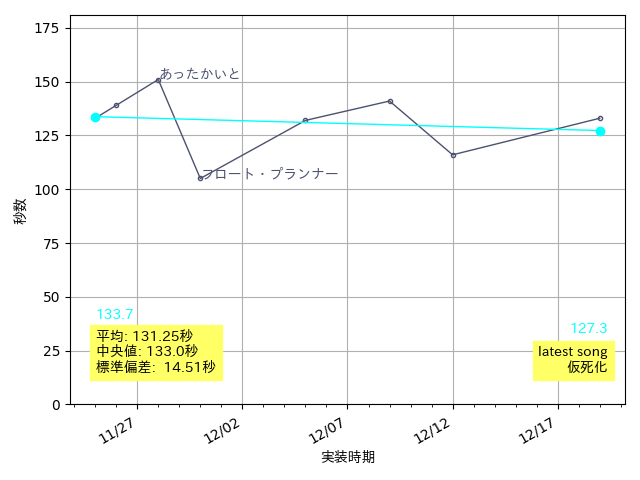 175
150
125
100
75
50
25
0
秒数
あったかいと
フロート・プランナー
133.7
平均: 131.25秒
中央値: 133.0秒
標準偏差:  14.51秒
127.3
latest song
仮死化
11/27
12/02
12/07
12/12
12/17
実装時期